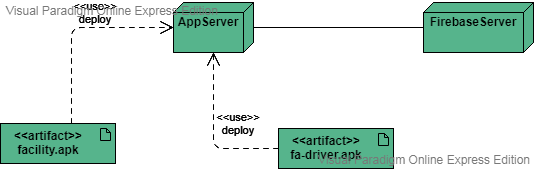 Visual Paradigm Online Express Edition
<<use>>
deploy
AppServer
FirebaseServer
<<use>>
deploy
<<artifact>>
facility.apk
<<artifact>>
fa-driver.apk
Visual Paradigm Online Express Edition